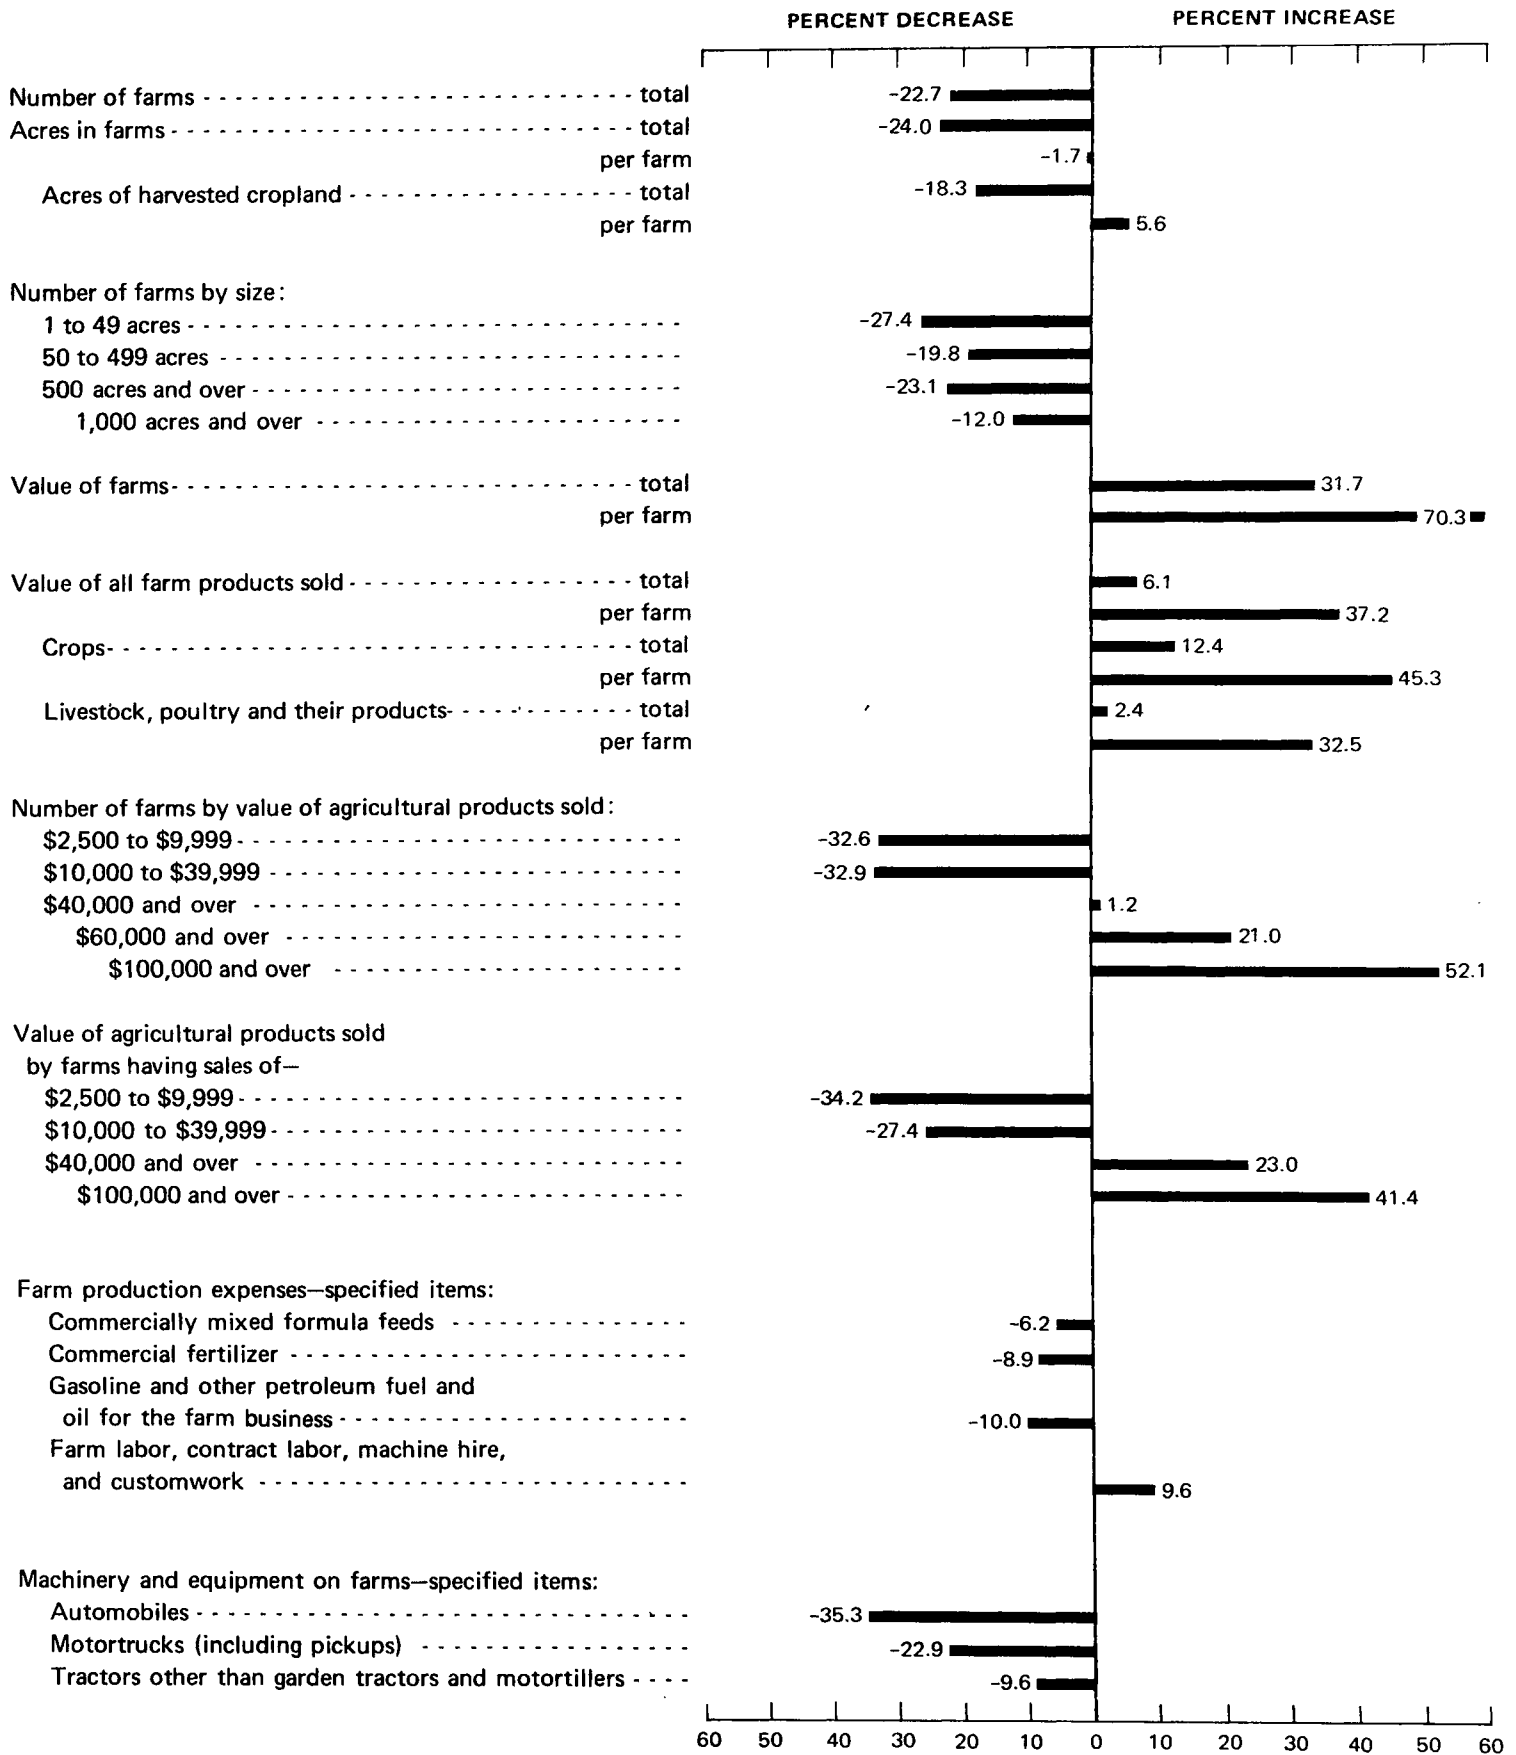 PERCENT DECREASE PERCENT INCREASE
Number of farms - - - total -22.7
Acres in farms - - - total -24.0
per farm -1.7
Acres of harvested cropland - - - total -18.3
per farm 5.6
Number of farms by size:
1 to 49 acres - - - -27.4
50 to 499 acres - - - -19.8
500 acres and over - - - -23.1
1,000 acres and over - - - -12.0
Value of farms - - - total 31.7
per farm 70.3
Value of all farm products sold - - - total 6.1
per farm 37.2
Crops - - - total 12.4
per farm 45.3
Livestock, poultry and their products - - - total 2.4
per farm 32.5
Number of farms by value of agricultural products sold:
$2,500 to $9,999 - - - -32.6
$10,000 to $39,999 - - - -32.9
$40,000 and over - - - 1.2
$60,000 and over - - - 21.0
$100,000 and over - - - 52.1
Value of agricultural products sold
by farms having sales of—
$2,500 to $9,999 - - - -34.2
$10,000 to $39,999 - - - -27.4
$40,000 and over - - - 23.0
$100,000 and over - - - 41.4
Farm production expenses—specified items:
Commercially mixed formula feeds - - - -6.2
Commercial fertilizer - - - -8.9
Gasoline and other petroleum fuel and
oil for the farm business - - - -10.0
Farm labor, contract labor, machine hire,
and customwork - - - 9.6
Machinery and equipment on farms—specified items:
Automobiles - - - -35.3
Motortrucks (including pickups) - - - -22.9
Tractors other than garden tractors and motortillers - - - -9.6
60 50 40 30 20 10 0 10 20 30 40 50 60